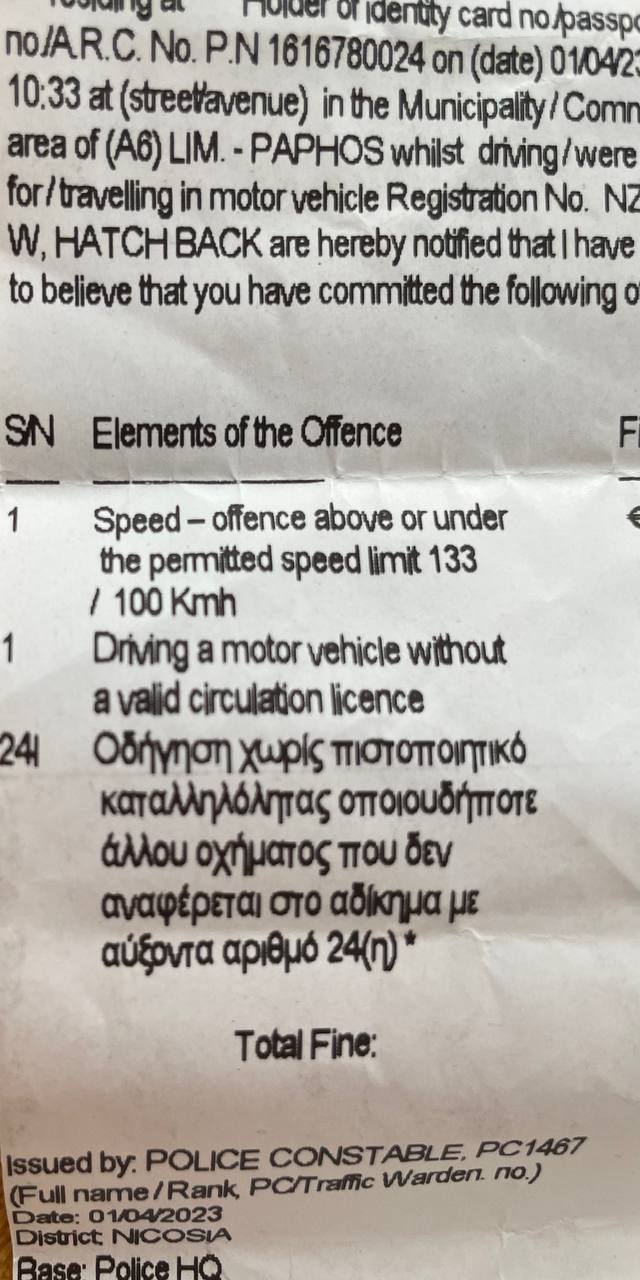 residing at Holder of identity card no/passpo
no/A.R.C. No. P.N 1616780024 on (date) 01/04/23
10:33 at (street/avenue) in the Municipality/Comn
area of (A6) LIM. - PAPHOS whilst driving/were
for/travelling in motor vehicle Registration No. NZ
W, HATCH BACK are hereby notified that I have
to believe that you have committed the following o
S/N Elements of the Offence Fi
1 Speed – offence above or under €
the permitted speed limit 133
/ 100 Kmh
1 Driving a motor vehicle without
a valid circulation licence
24l Οδήγηση χωρίς πιστοποιητικό
καταλληλόλητας οποιουδήποτε
άλλου οχήματος που δεν
αναφέρεται στο αδίκημα με
αύξοντα αριθμό 24(η) *
Total Fine:
Issued by: POLICE CONSTABLE, PC1467
(Full name/Rank, PC/Traffic Warden. no.)
Date: 01/04/2023
District: NICOSIA
Base: Police HQ